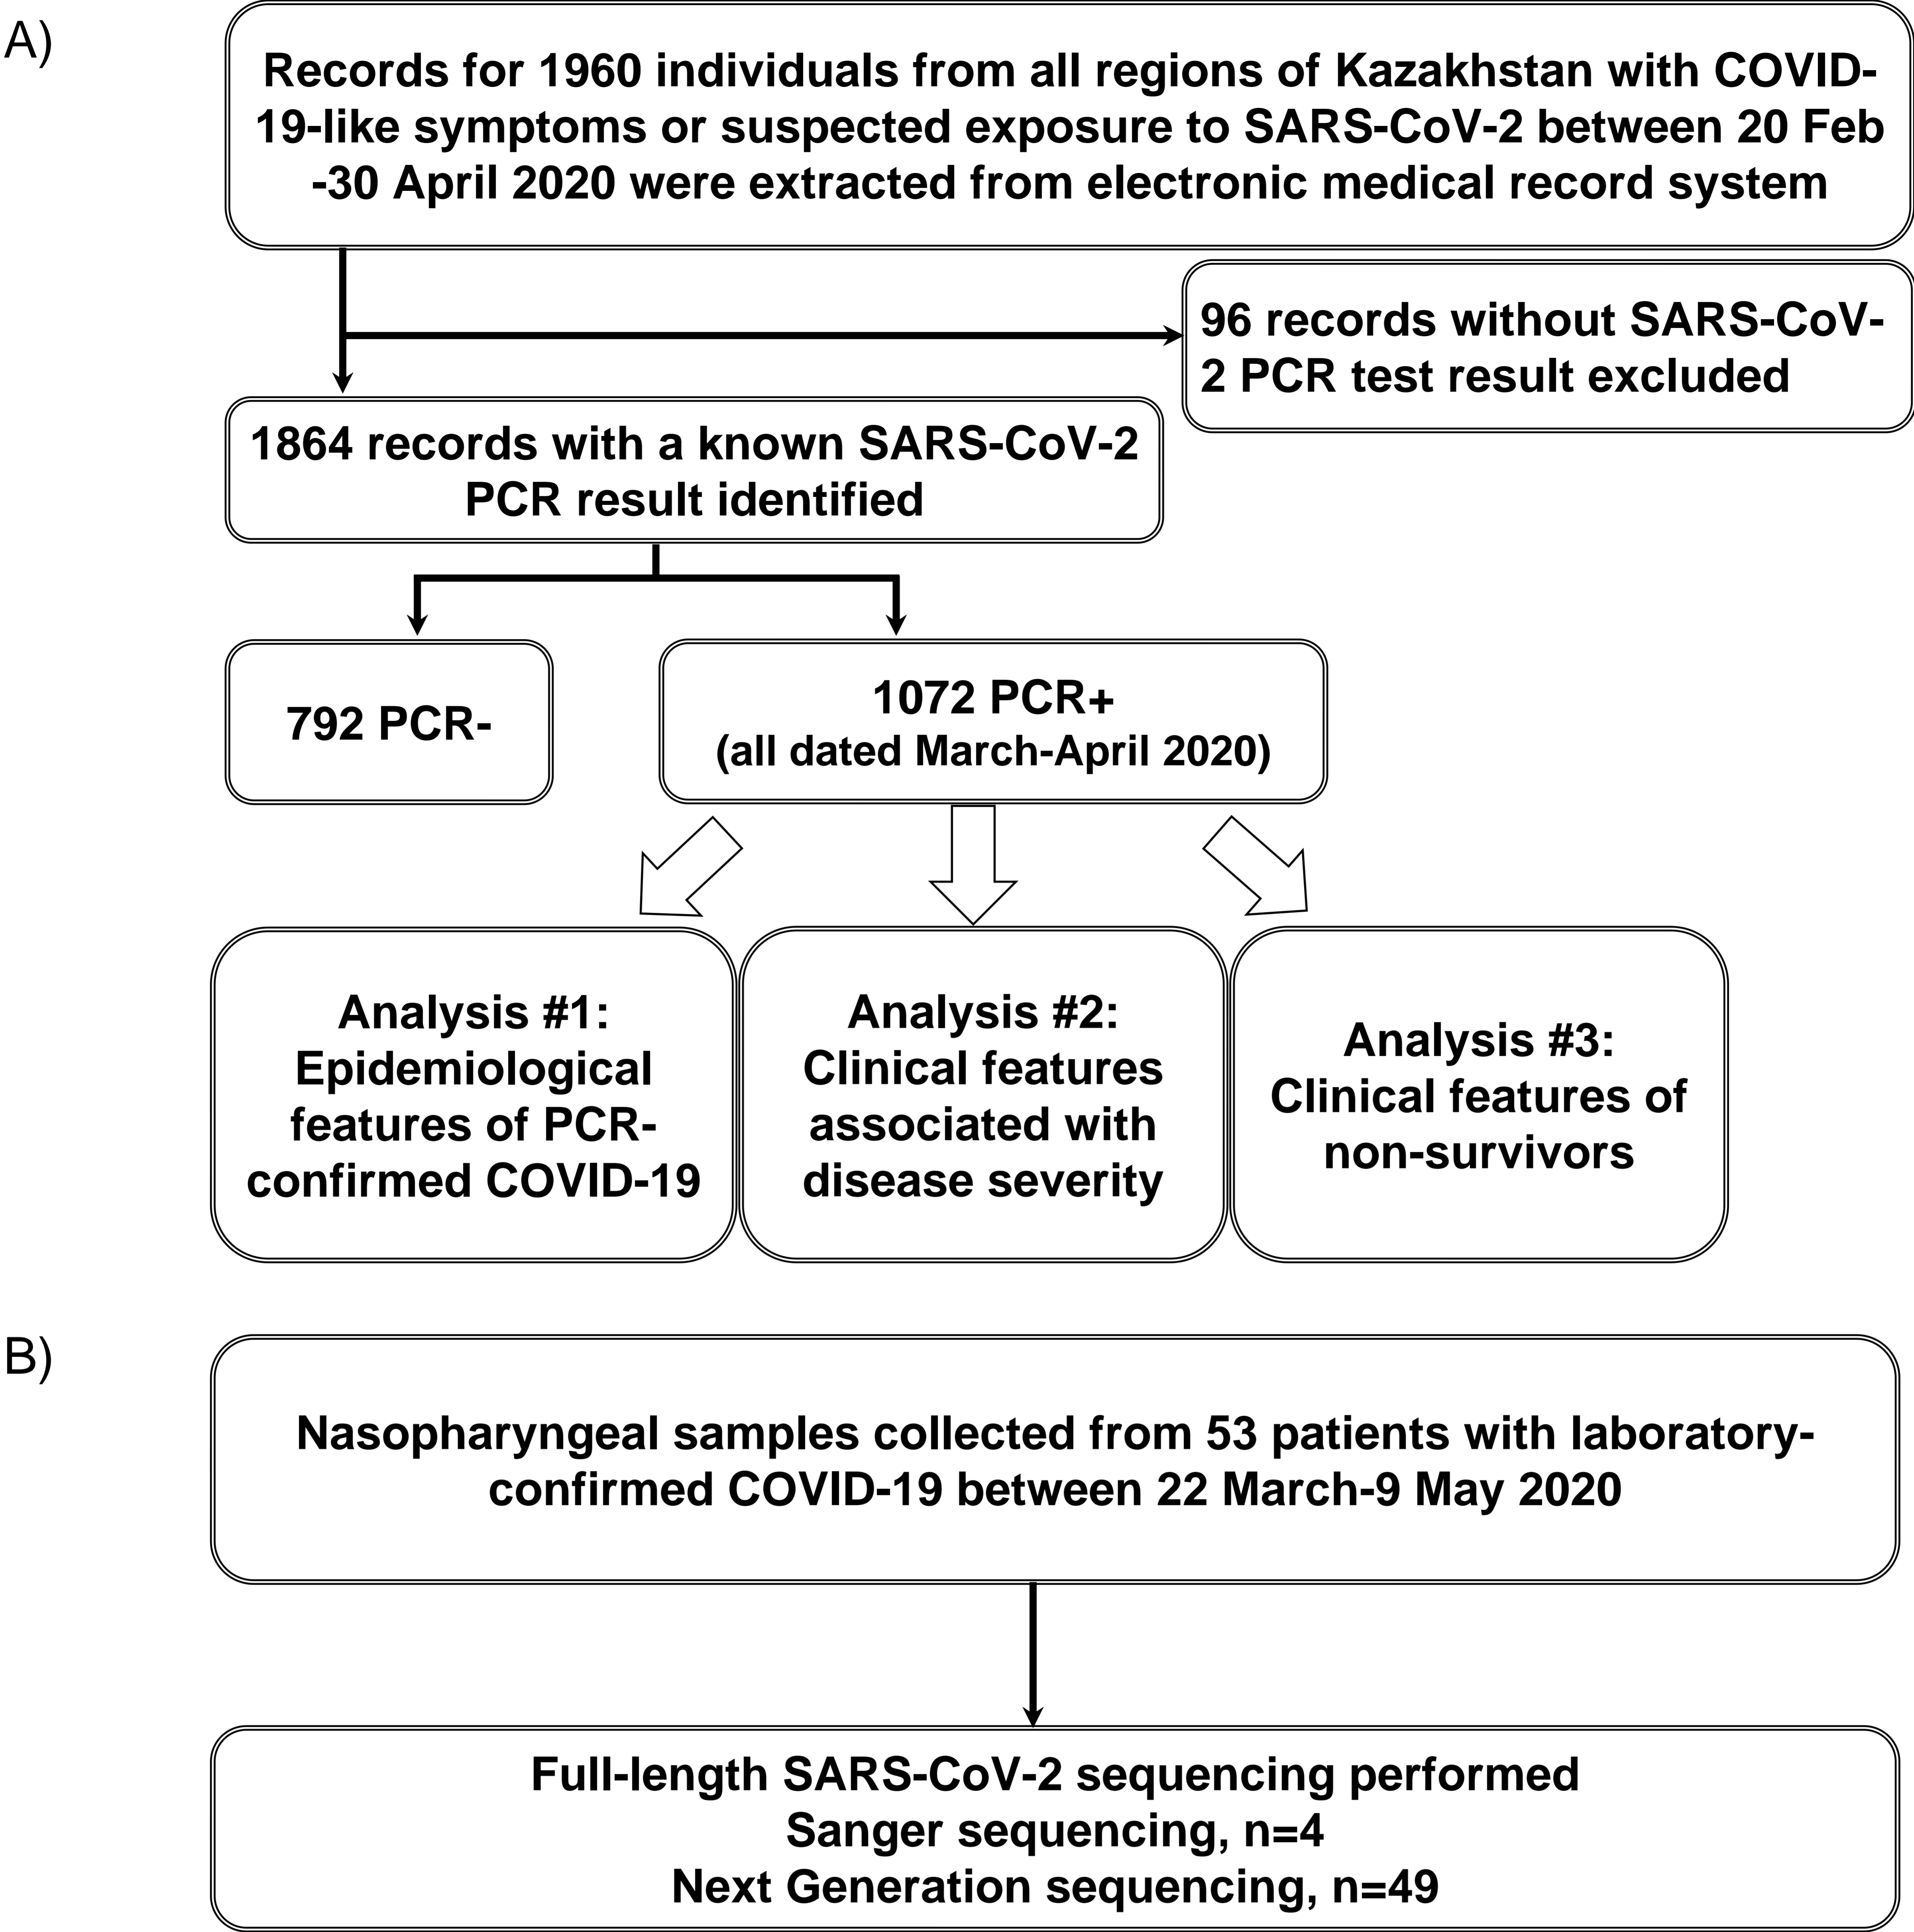 A)
Records for 1960 individuals from all regions of Kazakhstan with COVID-
19-like symptoms or suspected exposure to SARS-CoV-2 between 20 Feb
-30 April 2020 were extracted from electronic medical record system
96 records without SARS-CoV-
2 PCR test result excluded
1864 records with a known SARS-CoV-2
PCR result identified
792 PCR-
1072 PCR+
(all dated March-April 2020)
Analysis #1:
Epidemiological
features of PCR-
confirmed COVID-19
Analysis #2:
Clinical features
associated with
disease severity
Analysis #3:
Clinical features of
non-survivors
B)
Nasopharyngeal samples collected from 53 patients with laboratory-
confirmed COVID-19 between 22 March-9 May 2020
Full-length SARS-CoV-2 sequencing performed
Sanger sequencing, n=4
Next Generation sequencing, n=49